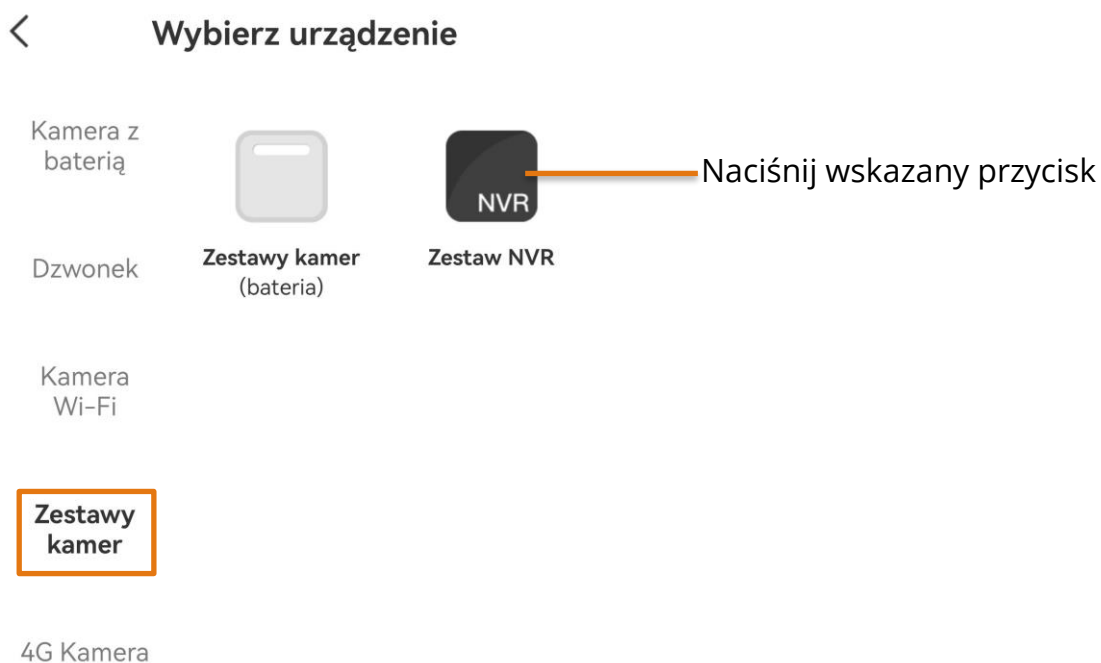 Wybierz urządzenie
Kamera z
baterią
NVR
Naciśnij wskazany przycisk
Zestawy kamer
(bateria)
Zestaw NVR
Dzwonek
Kamera
Wi-Fi
Zestawy
kamer
4G Kamera